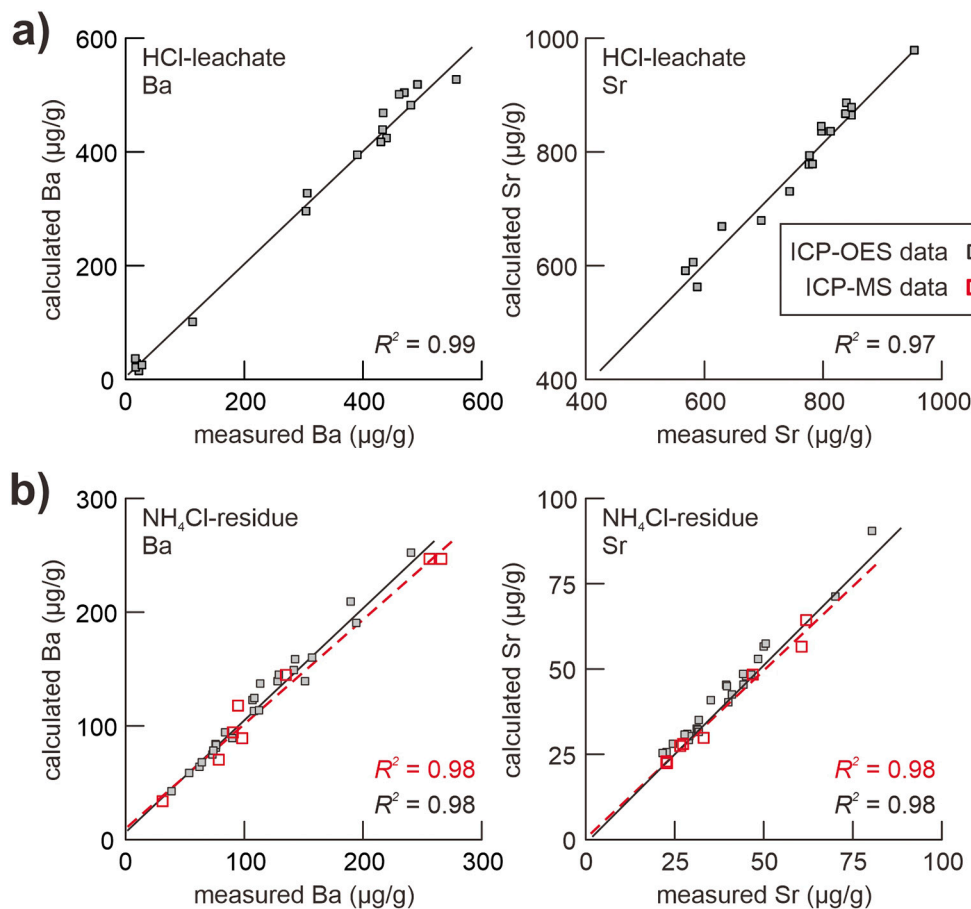 a)
HCl-leachate
Ba
calculated Ba (µg/g)
600
400
200
0
0 200 400 600
measured Ba (µg/g)
R² = 0.99
HCl-leachate
Sr
calculated Sr (µg/g)
1000
800
600
400
400 600 800 1000
measured Sr (µg/g)
ICP-OES data
ICP-MS data
R² = 0.97
b)
NH₄Cl-residue
Ba
calculated Ba (µg/g)
300
200
100
0
0 100 200 300
measured Ba (µg/g)
R² = 0.98
R² = 0.98
NH₄Cl-residue
Sr
calculated Sr (µg/g)
100
75
50
25
0
0 25 50 75 100
measured Sr (µg/g)
R² = 0.98
R² = 0.98